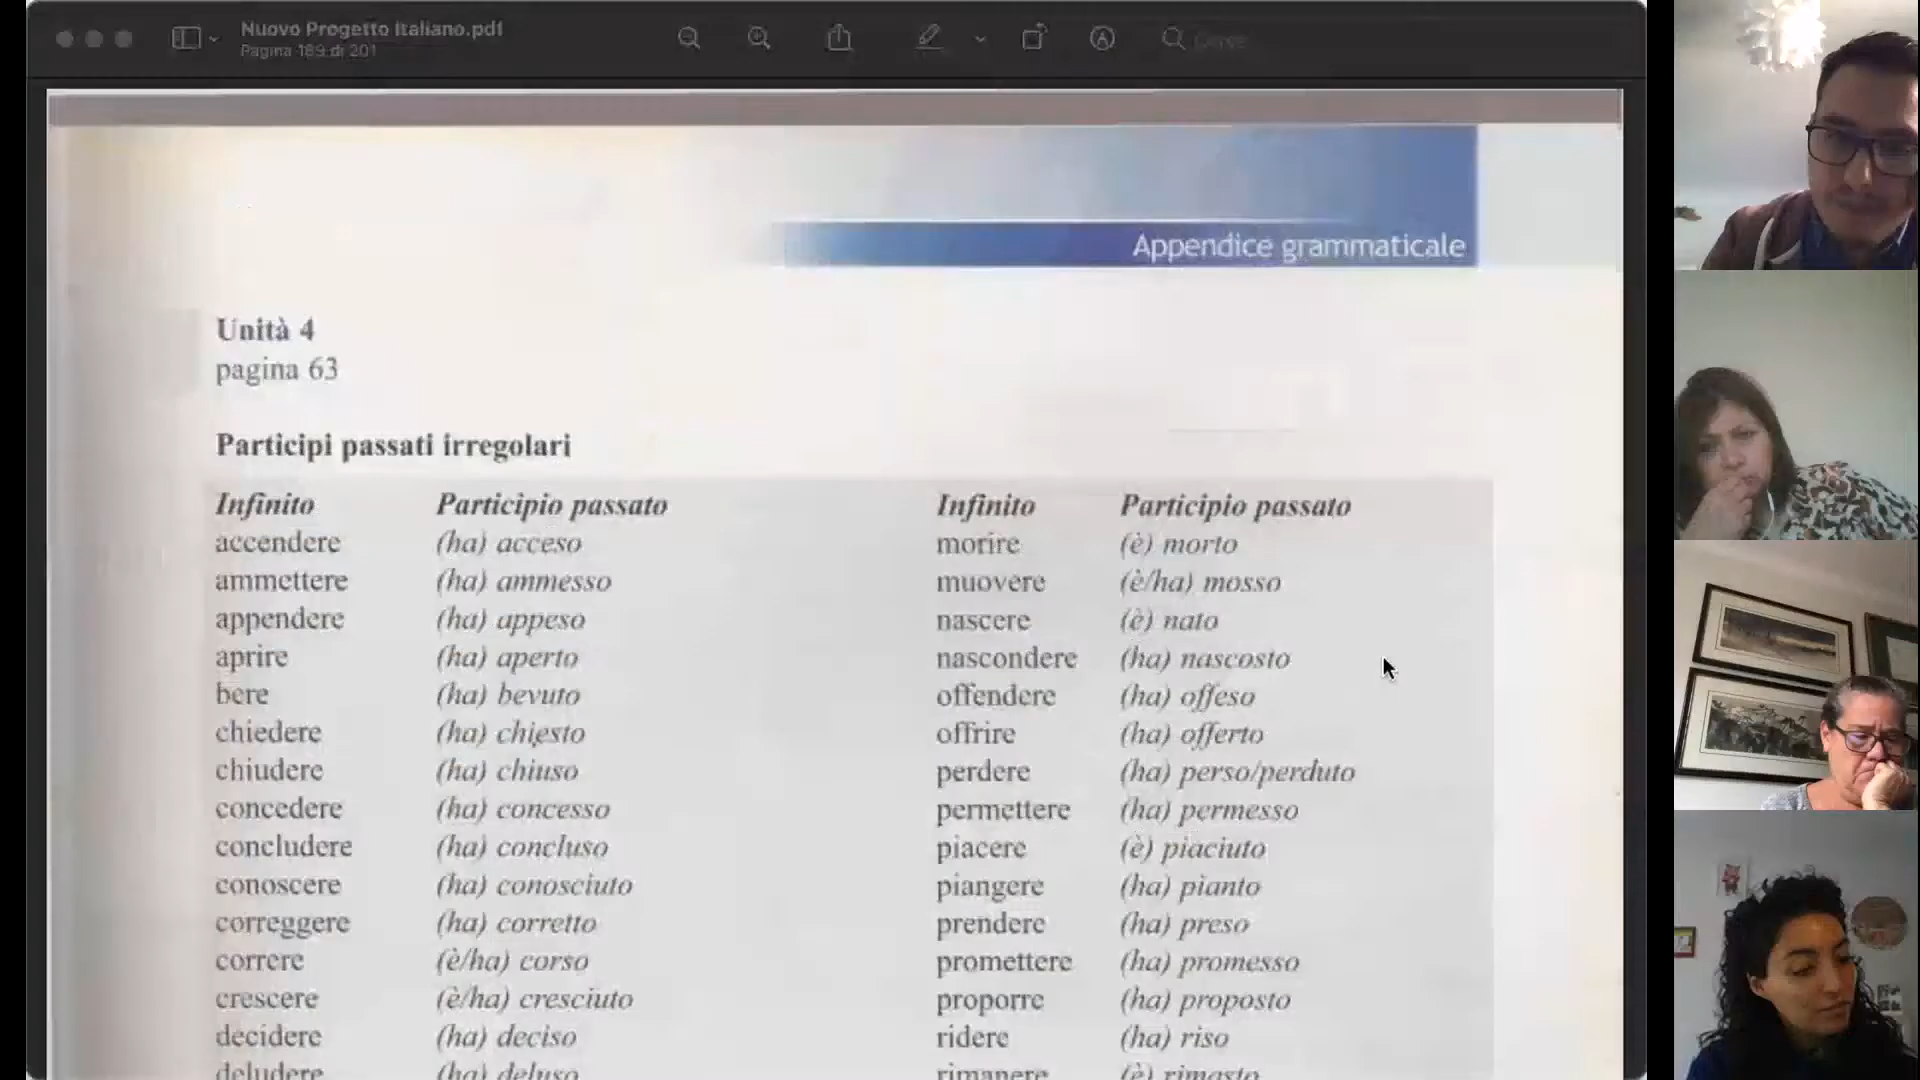 Nuovo Progetto Italiano.pdf
Pagina 189 di 201
Cerca
Appendice grammaticale
Unità 4
pagina 63
Participi passati irregolari
Infinito Participio passato Infinito Participio passato
accendere (ha) acceso morire (è) morto
ammettere (ha) ammesso muovere (è/ha) mosso
appendere (ha) appeso nascere (è) nato
aprire (ha) aperto nascondere (ha) nascosto
bere (ha) bevuto offendere (ha) offeso
chiedere (ha) chiesto offrire (ha) offerto
chiudere (ha) chiuso perdere (ha) perso/perduto
concedere (ha) concesso permettere (ha) permesso
concludere (ha) concluso piacere (è) piaciuto
conoscere (ha) conosciuto piangere (ha) pianto
correggere (ha) corretto prendere (ha) preso
correre (è/ha) corso promettere (ha) promesso
crescere (è/ha) cresciuto proporre (ha) proposto
decidere (ha) deciso ridere (ha) riso
deludere (ha) deluso rimanere (è) rimasto